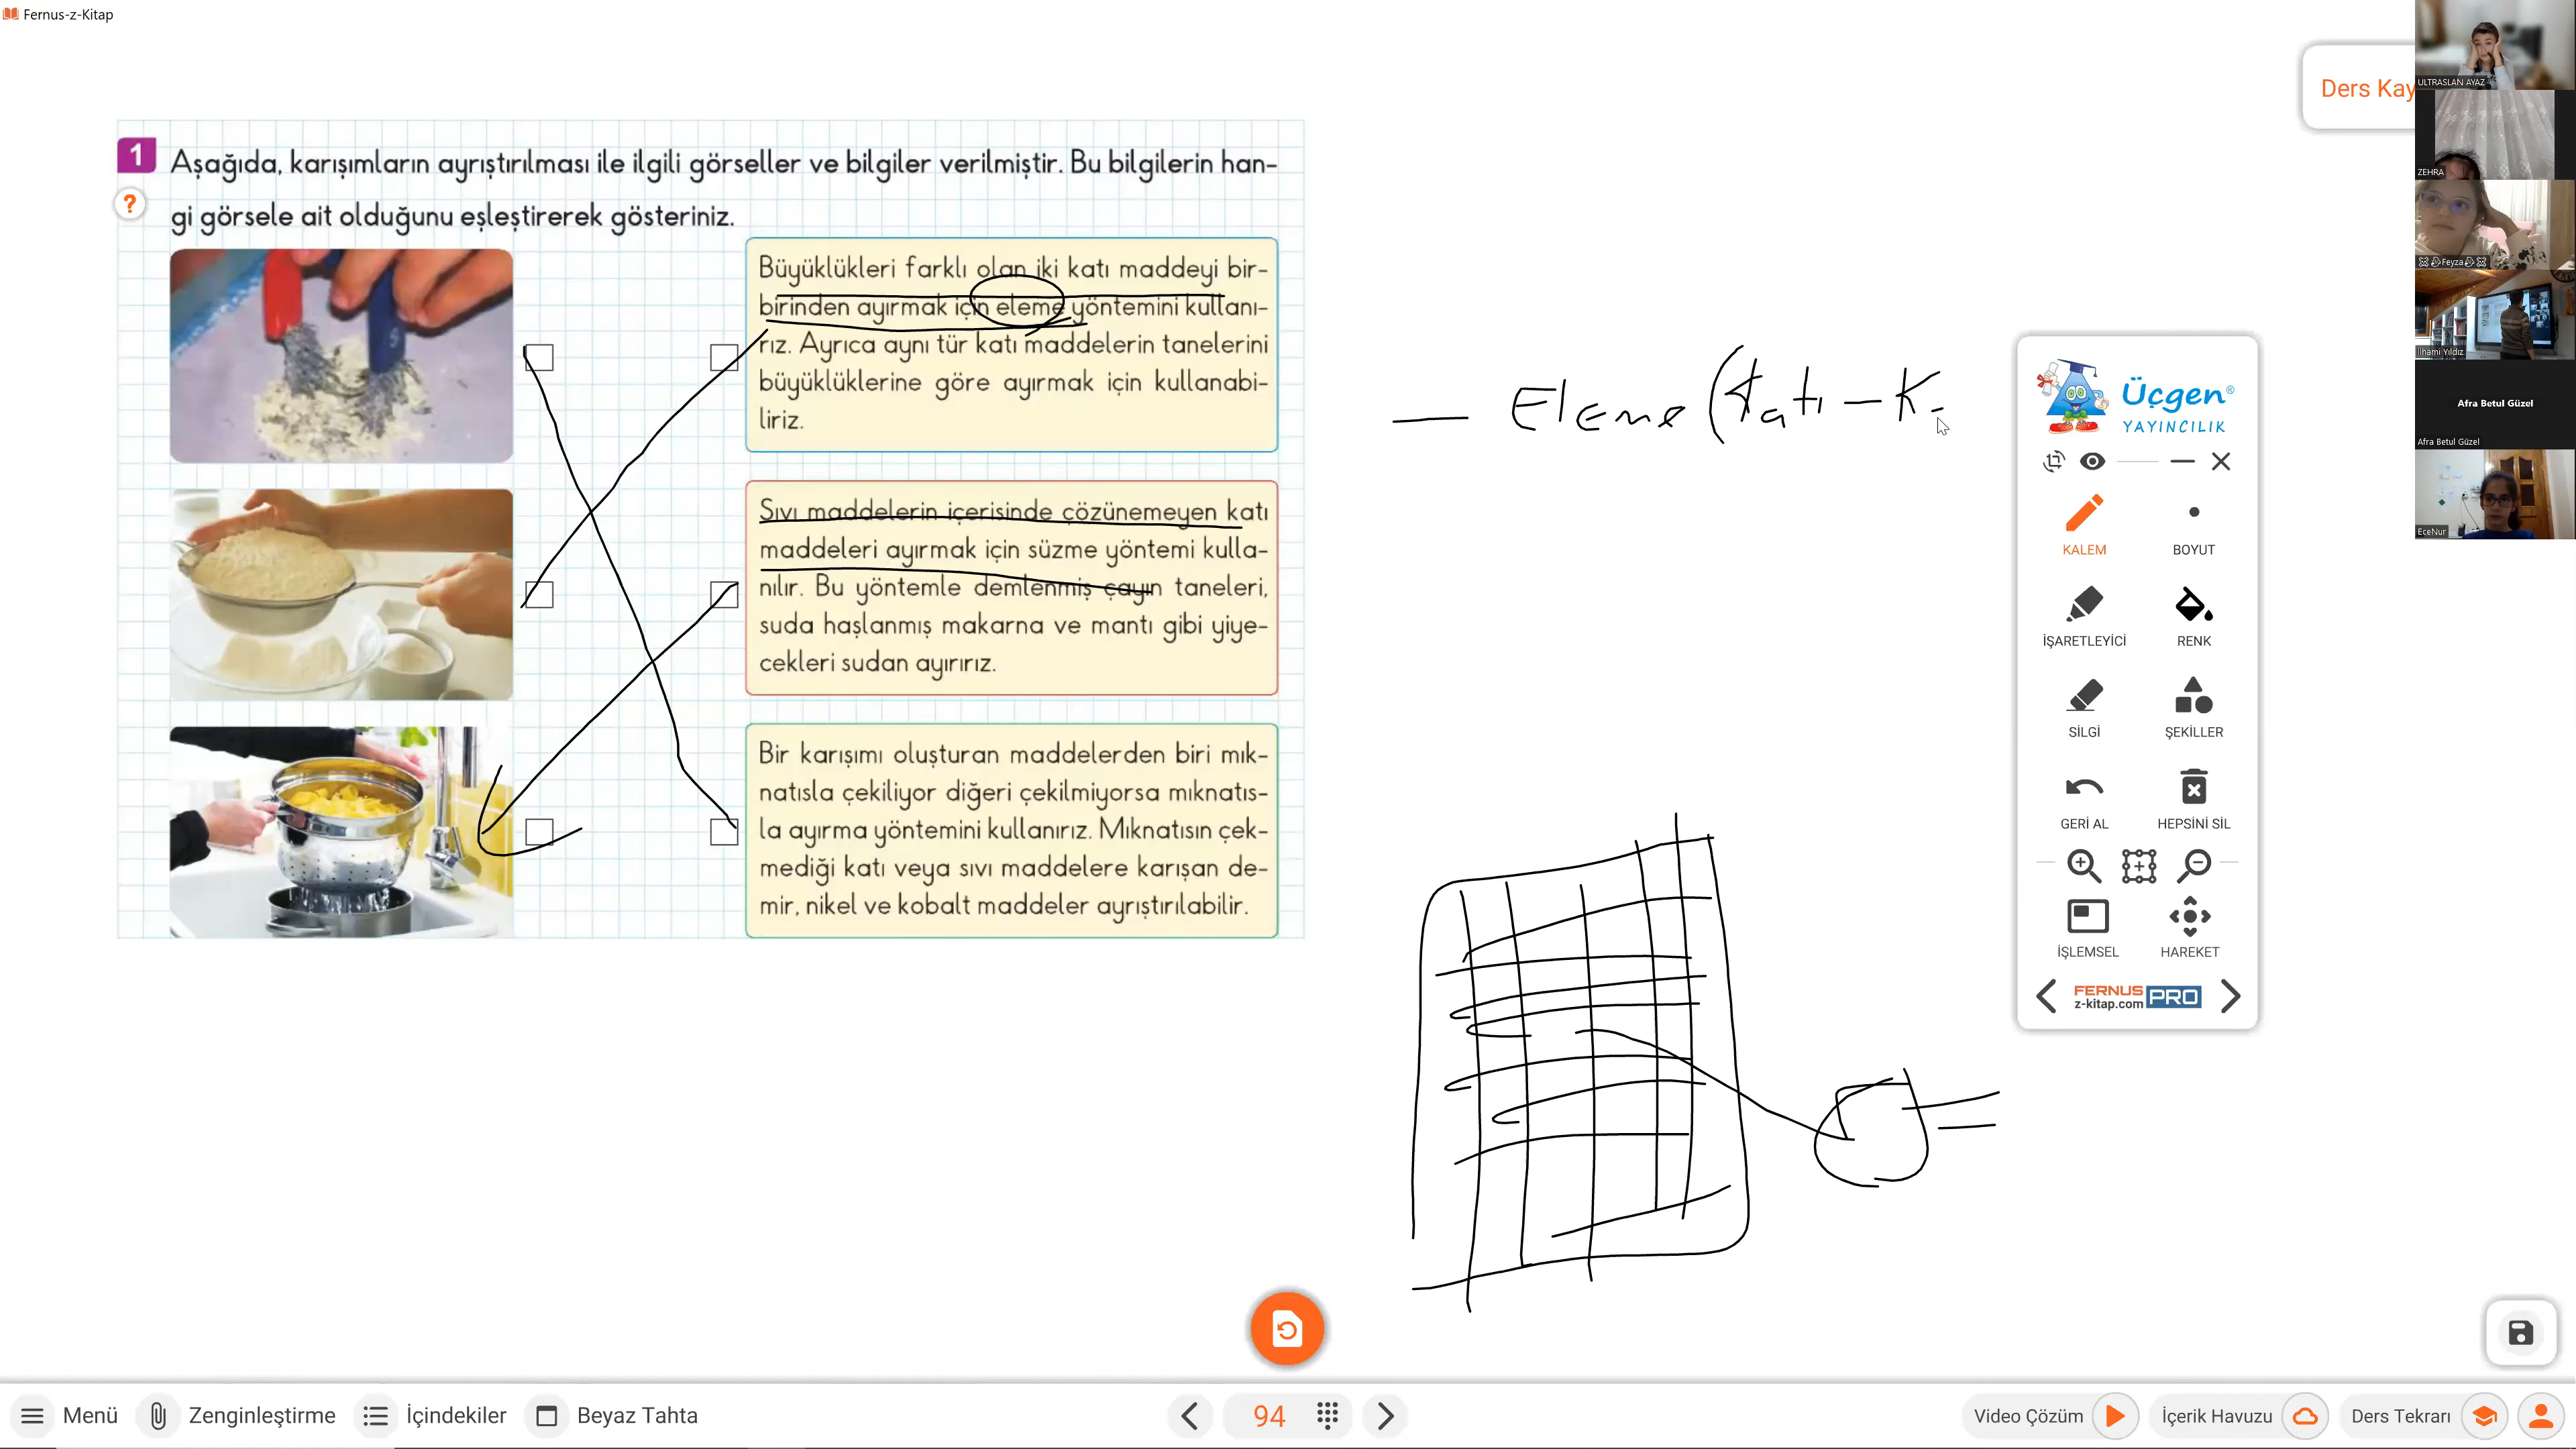 Fernus-z-Kitap
Ders Kay
1
Aşağıda, karışımların ayrıştırılması ile ilgili görseller ve bilgiler verilmiştir. Bu bilgilerin han-
gi görsele ait olduğunu eşleştirerek gösteriniz.
?
Büyüklükleri farklı olan iki katı maddeyi bir-
birinden ayırmak için eleme yöntemini kullanı-
rız. Ayrıca aynı tür katı maddelerin tanelerini
büyüklüklerine göre ayırmak için kullanabi-
liriz.
Sıvı maddelerin içerisinde çözünemeyen katı
maddeleri ayırmak için süzme yöntemi kulla-
nılır. Bu yöntemle demlenmiş çayın taneleri,
suda haşlanmış makarna ve mantı gibi yiye-
cekleri sudan ayırırız.
Bir karışımı oluşturan maddelerden biri mık-
natısla çekiliyor diğeri çekilmiyorsa mıknatıs-
la ayırma yöntemini kullanırız. Mıknatısın çek-
mediği katı veya sıvı maddelere karışan de-
mir, nikel ve kobalt maddeler ayrıştırılabilir.
— Eleme (Katı – K
Üçgen®
YAYINCILIK
KALEM
BOYUT
İŞARETLEYİCİ
RENK
SİLGİ
ŞEKİLLER
GERİ AL
HEPSİNİ SİL
İŞLEMSEL
HAREKET
FERNUS
z-kitap.com
PRO
ULTRASLAN AYAZ
ZEHRA
Feyza
İlhami Yıldız
Afra Betul Güzel
Afra Betul Güzel
EceNur
Menü
Zenginleştirme
İçindekiler
Beyaz Tahta
94
Video Çözüm
İçerik Havuzu
Ders Tekrarı